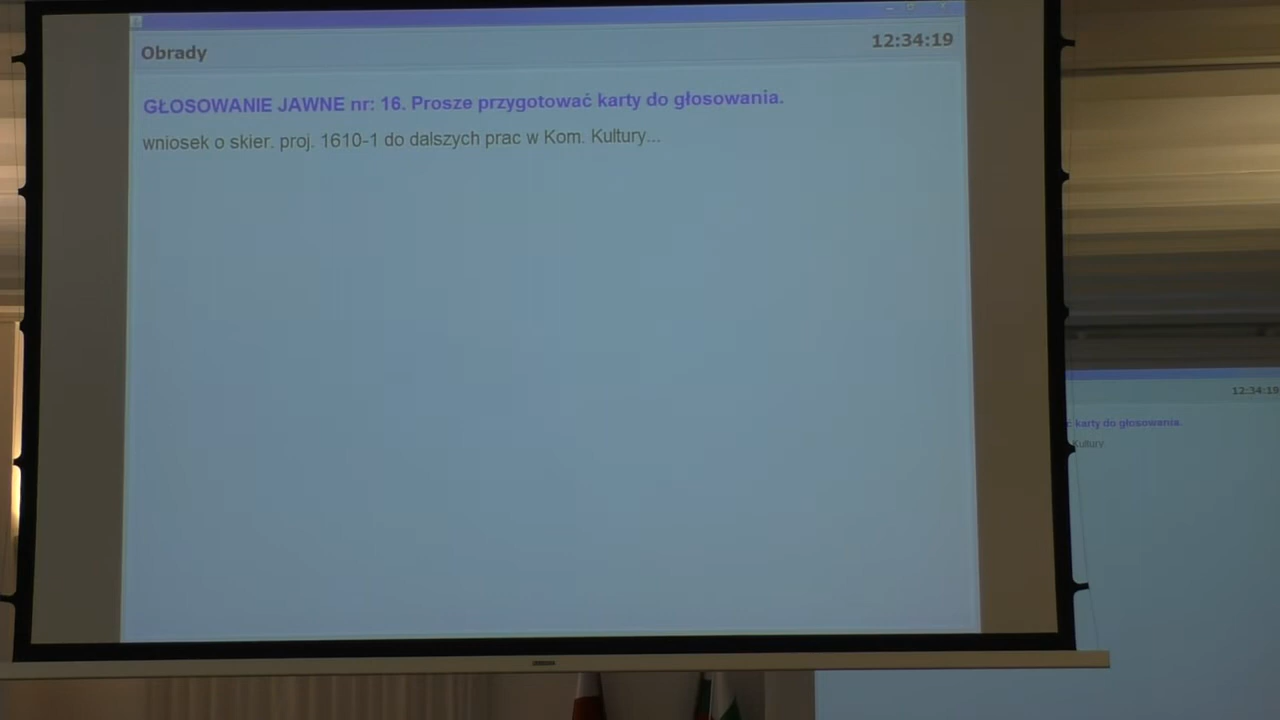 Obrady
12:34:19
GŁOSOWANIE JAWNE nr: 16. Prosze przygotować karty do głosowania.
wniosek o skier. proj. 1610-1 do dalszych prac w Kom. Kultury...
12:34:19
ć karty do głosowania.
Kultury